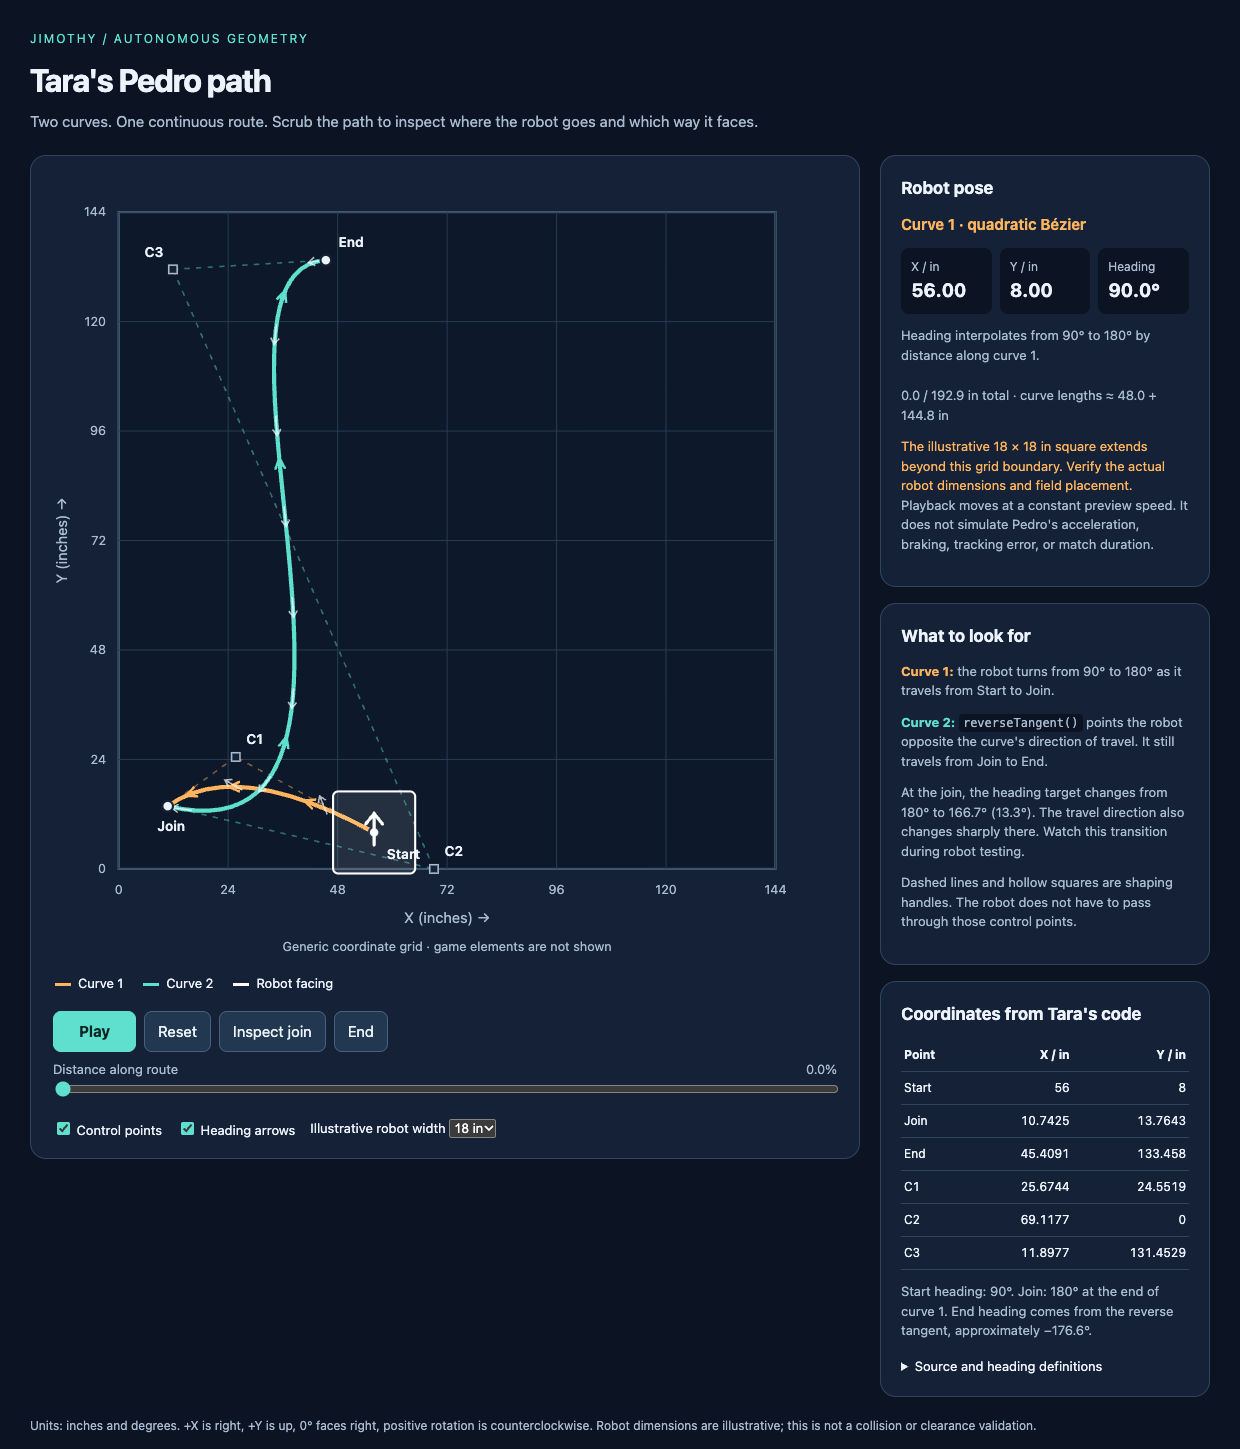 JIMOTHY / AUTONOMOUS GEOMETRY
Tara's Pedro path
Two curves. One continuous route. Scrub the path to inspect where the robot goes and which way it faces.
144
120
96
72
48
24
0
0
24
48
72
96
120
144
Y (inches) →
X (inches) →
C3
End
C1
Join
Start
C2
Generic coordinate grid · game elements are not shown
Curve 1
Curve 2
Robot facing
Play
Reset
Inspect join
End
Distance along route
0.0%
Control points
Heading arrows
Illustrative robot width
18 in
Robot pose
Curve 1 · quadratic Bézier
X / in
Y / in
Heading
56.00
8.00
90.0°
Heading interpolates from 90° to 180° by
distance along curve 1.
0.0 / 192.9 in total · curve lengths ≈ 48.0 +
144.8 in
The illustrative 18 × 18 in square extends
beyond this grid boundary. Verify the actual
robot dimensions and field placement.
Playback moves at a constant preview speed. It
does not simulate Pedro's acceleration,
braking, tracking error, or match duration.
What to look for
Curve 1: the robot turns from 90° to 180° as it
travels from Start to Join.
Curve 2: reverseTangent() points the robot
opposite the curve's direction of travel. It still
travels from Join to End.
At the join, the heading target changes from
180° to 166.7° (13.3°). The travel direction also
changes sharply there. Watch this transition
during robot testing.
Dashed lines and hollow squares are shaping
handles. The robot does not have to pass
through those control points.
Coordinates from Tara's code
Point X / in Y / in
Start 56 8
Join 10.7425 13.7643
End 45.4091 133.458
C1 25.6744 24.5519
C2 69.1177 0
C3 11.8977 131.4529
Start heading: 90°. Join: 180° at the end of
curve 1. End heading comes from the reverse
tangent, approximately −176.6°.
Source and heading definitions
Units: inches and degrees. +X is right, +Y is up, 0° faces right, positive rotation is counterclockwise. Robot dimensions are illustrative; this is not a collision or clearance validation.